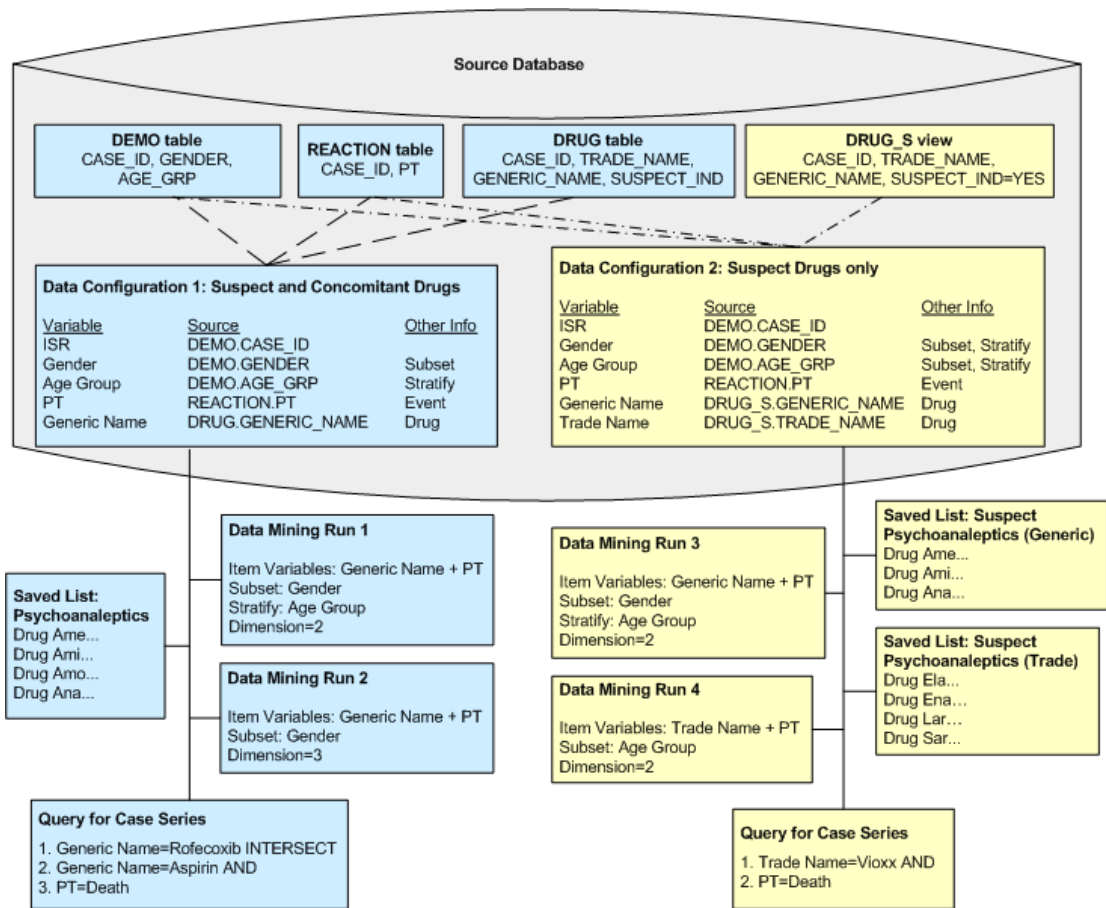 Source Database
DEMO table
CASE_ID, GENDER,
AGE_GRP
REACTION table
CASE_ID, PT
DRUG table
CASE_ID, TRADE_NAME,
GENERIC_NAME, SUSPECT_IND
DRUG_S view
CASE_ID, TRADE_NAME,
GENERIC_NAME, SUSPECT_IND=YES
Data Configuration 1: Suspect and Concomitant Drugs
Variable Source Other Info
ISR DEMO.CASE_ID
Gender DEMO.GENDER Subset
Age Group DEMO.AGE_GRP Stratify
PT REACTION.PT Event
Generic Name DRUG.GENERIC_NAME Drug
Data Configuration 2: Suspect Drugs only
Variable Source Other Info
ISR DEMO.CASE_ID
Gender DEMO.GENDER Subset, Stratify
Age Group DEMO.AGE_GRP Subset, Stratify
PT REACTION.PT Event
Generic Name DRUG_S.GENERIC_NAME Drug
Trade Name DRUG_S.TRADE_NAME Drug
Saved List:
Psychoanaleptics
Drug Ame...
Drug Ami...
Drug Amo...
Drug Ana...
Data Mining Run 1
Item Variables: Generic Name + PT
Subset: Gender
Stratify: Age Group
Dimension=2
Data Mining Run 2
Item Variables: Generic Name + PT
Subset: Gender
Dimension=3
Query for Case Series
1. Generic Name=Rofecoxib INTERSECT
2. Generic Name=Aspirin AND
3. PT=Death
Data Mining Run 3
Item Variables: Generic Name + PT
Subset: Gender
Stratify: Age Group
Dimension=2
Data Mining Run 4
Item Variables: Trade Name + PT
Subset: Age Group
Dimension=2
Saved List: Suspect
Psychoanaleptics (Generic)
Drug Ame...
Drug Ami...
Drug Ana...
Saved List: Suspect
Psychoanaleptics (Trade)
Drug Ela...
Drug Ena...
Drug Lar...
Drug Sar...
Query for Case Series
1. Trade Name=Vioxx AND
2. PT=Death